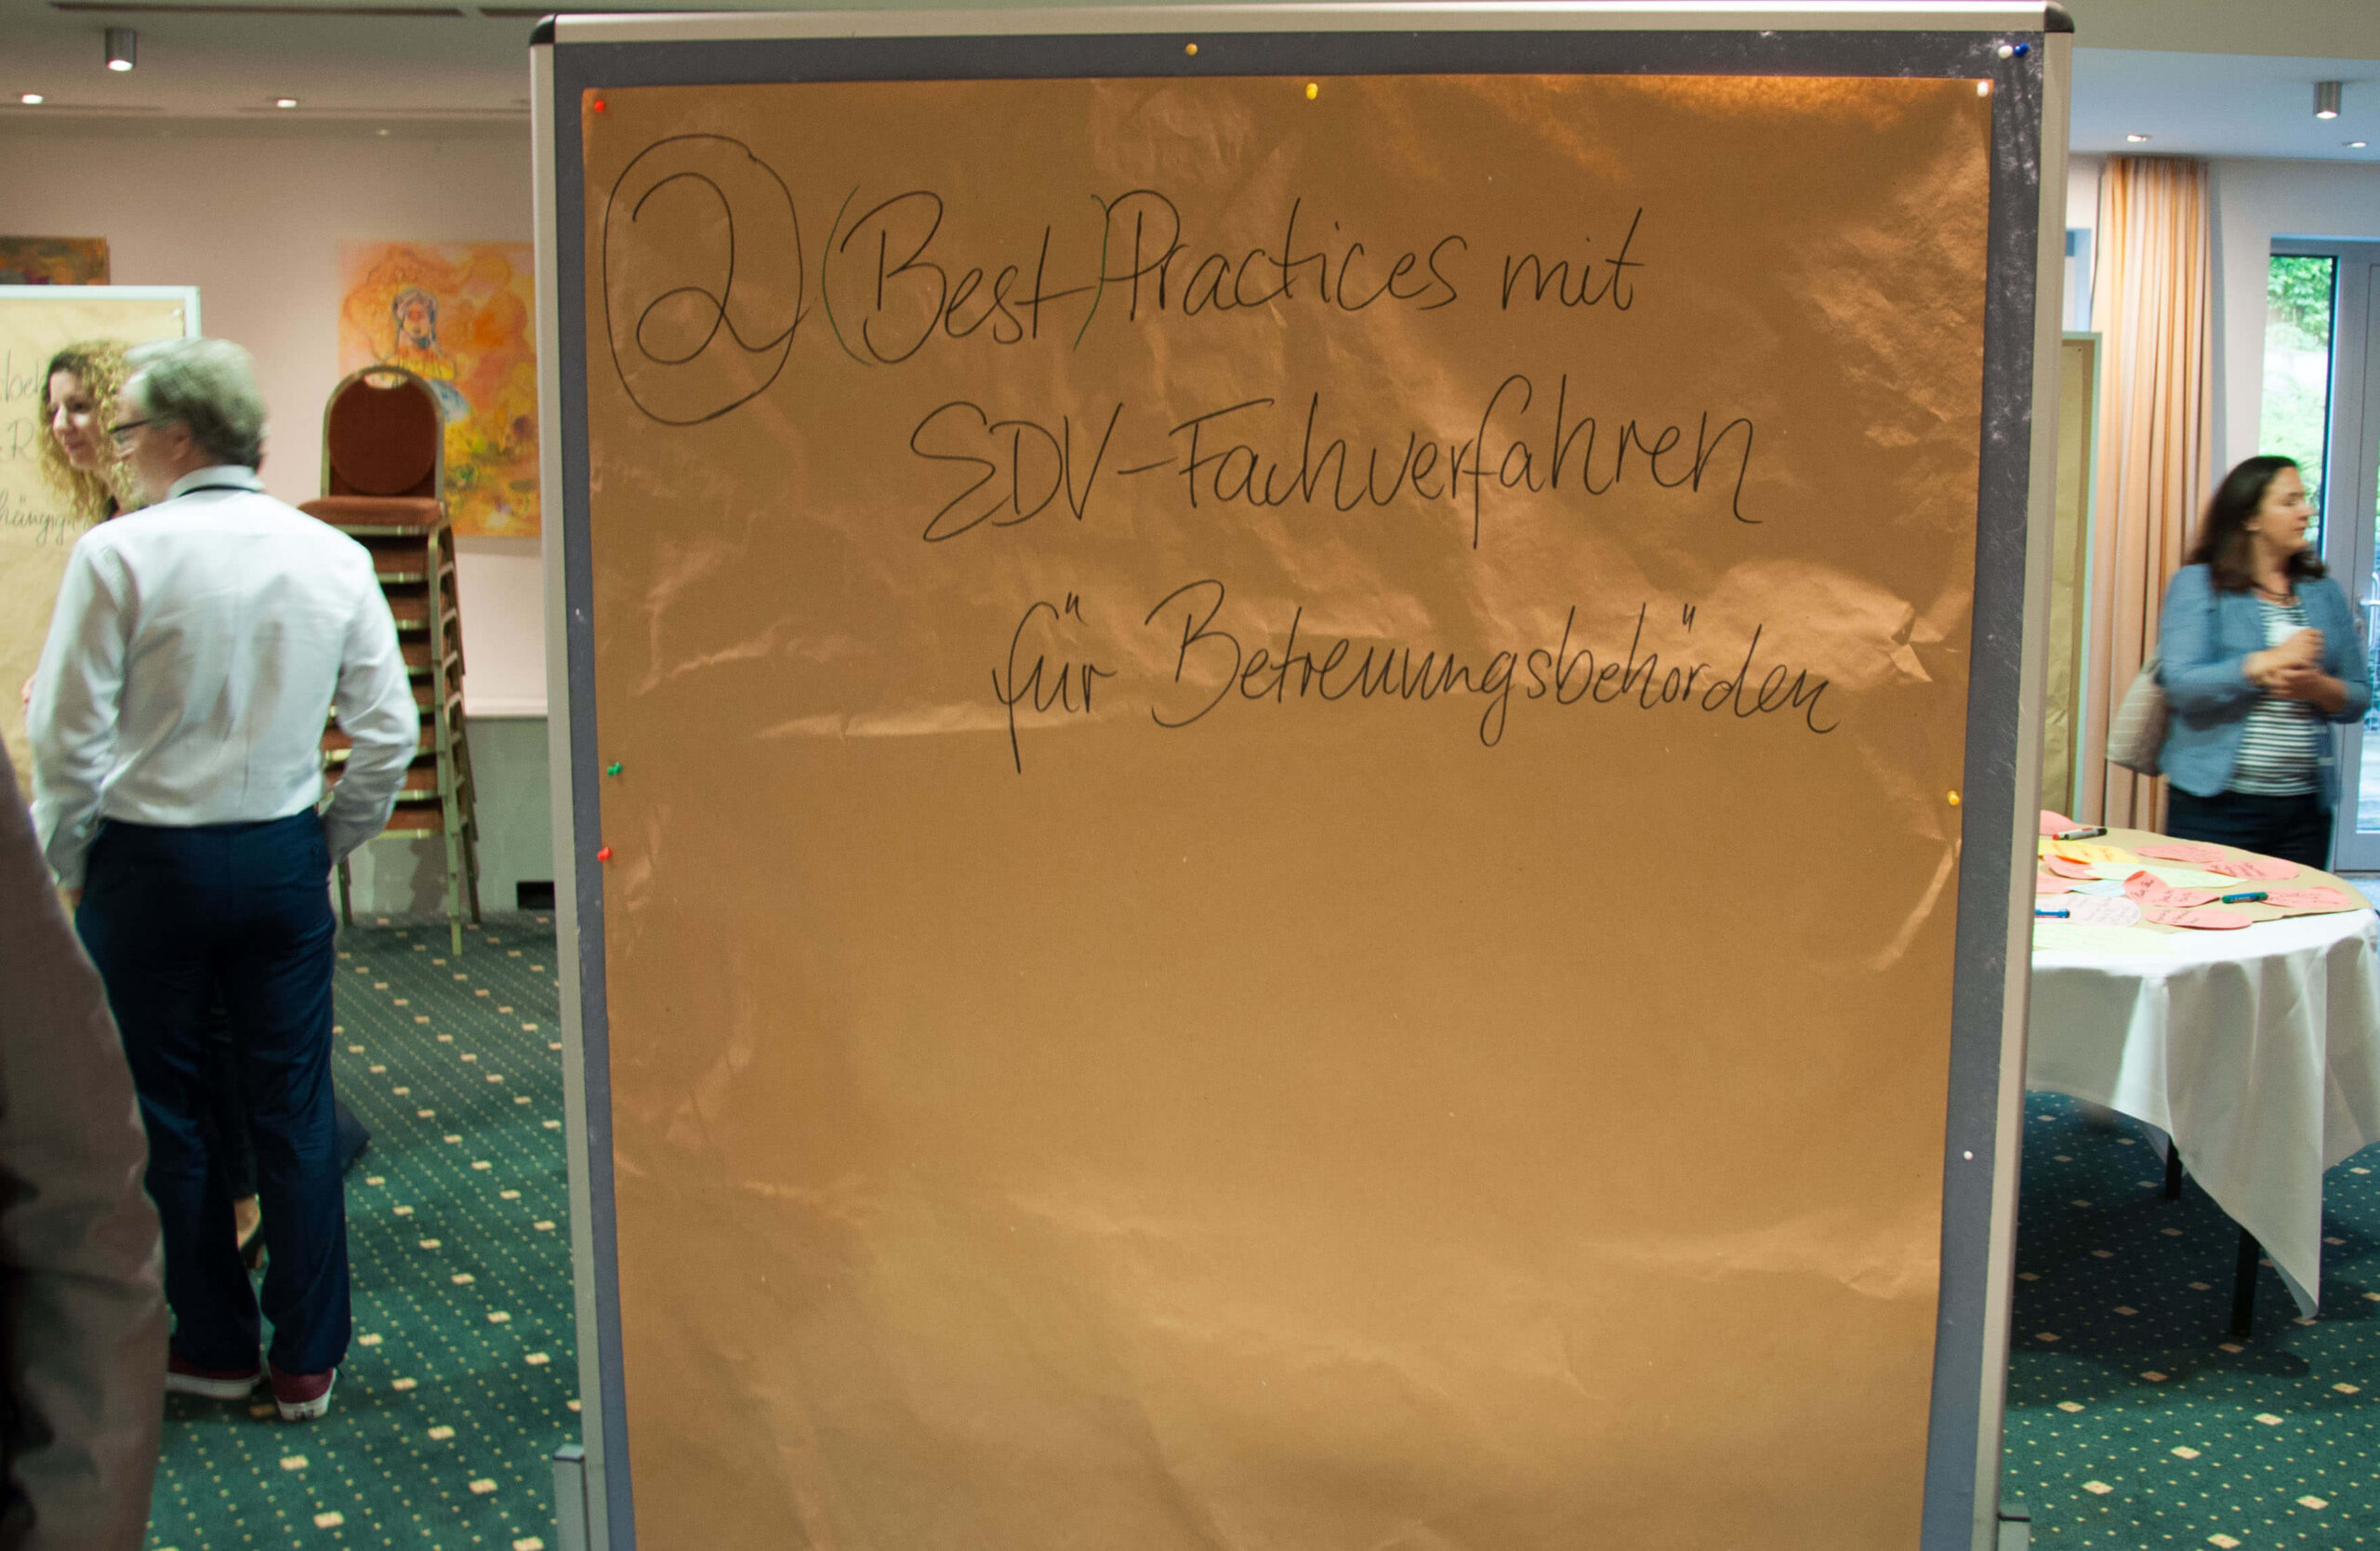 ② (Best) Practices mit
EDV-Fachverfahren
für Betreuungsbehörden